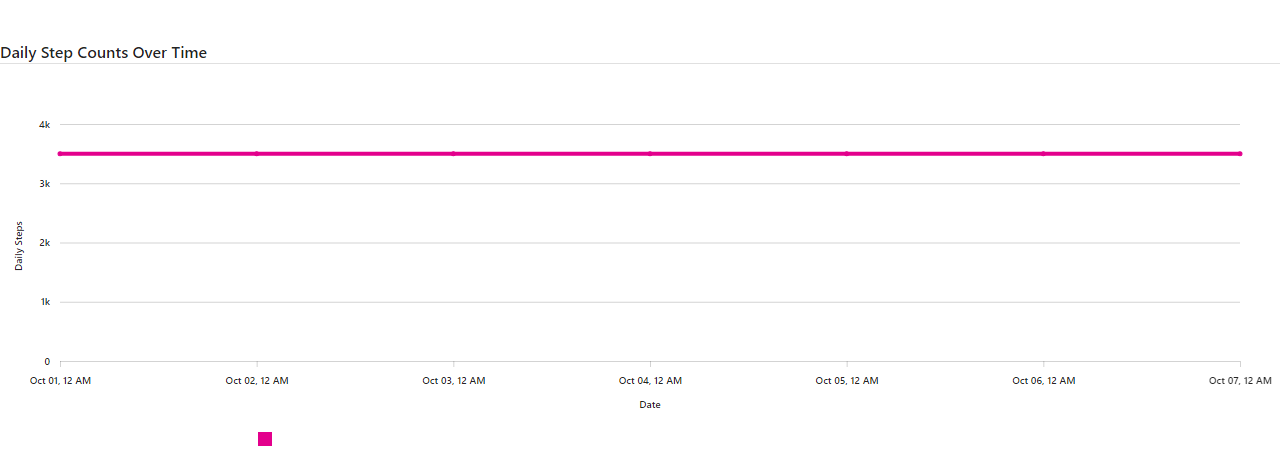 Daily Step Counts Over Time
4k
3k
2k
1k
0
Daily Steps
Oct 01, 12 AM
Oct 02, 12 AM
Oct 03, 12 AM
Oct 04, 12 AM
Oct 05, 12 AM
Oct 06, 12 AM
Oct 07, 12 AM
Date